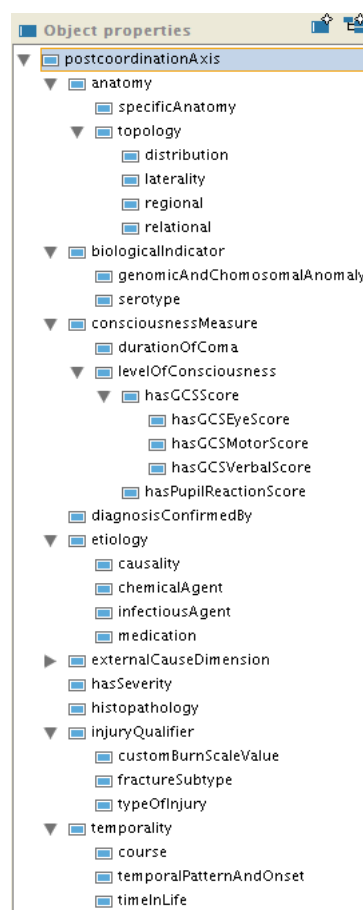 Object properties
postcoordinationAxis
anatomy
specificAnatomy
topology
distribution
laterality
regional
relational
biologicalIndicator
genomicAndChomosomalAnomaly
serotype
consciousnessMeasure
durationOfComa
levelOfConsciousness
hasGCSScore
hasGCSEyeScore
hasGCSMotorScore
hasGCSVerbalScore
hasPupilReactionScore
diagnosisConfirmedBy
etiology
causality
chemicalAgent
infectiousAgent
medication
externalCauseDimension
hasSeverity
histopathology
injuryQualifier
customBurnScaleValue
fractureSubtype
typeOfInjury
temporality
course
temporalPatternAndOnset
timeInLife